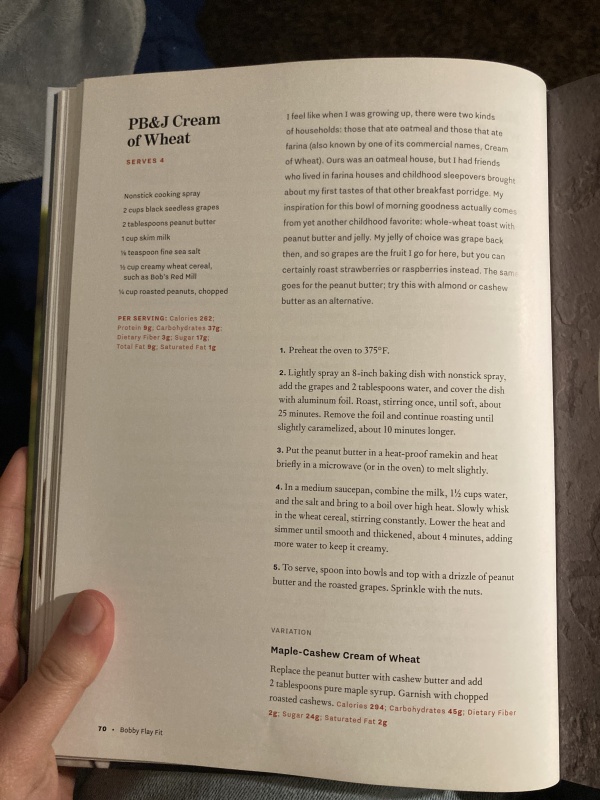 PB&J Cream
of Wheat
SERVES 4
Nonstick cooking spray
2 cups black seedless grapes
2 tablespoons peanut butter
1 cup skim milk
teaspoon fine sea salt
cup creamy wheat cereal,
such as Bob's Red Mill
¼ cup roasted peanuts, chopped
PER SERVING: Calories 262;
Protein 9g; Carbohydrates 37g;
Dietary Fiber 3g; Sugar 17g;
Total Fat 8g; Saturated Fat 1g
I feel like when I was growing up, there were two kinds
of households: those that ate oatmeal and those that ate
farina (also known by one of its commercial names, Cream
of Wheat). Ours was an oatmeal house, but I had friends
who lived in farina houses and childhood sleepovers brought
about my first tastes of that other breakfast porridge. My
inspiration for this bowl of morning goodness actually comes
from yet another childhood favorite: whole-wheat toast with
peanut butter and jelly. My jelly of choice was grape back
then, and so grapes are the fruit I go for here, but you can
certainly roast strawberries or raspberries instead. The same
goes for the peanut butter; try this with almond or cashew
butter as an alternative.
1. Preheat the oven to 375°F.
2. Lightly spray an 8-inch baking dish with nonstick spray,
add the grapes and 2 tablespoons water, and cover the dish
with aluminum foil. Roast, stirring once, until soft, about
25 minutes. Remove the foil and continue roasting until
slightly caramelized, about 10 minutes longer.
3. Put the peanut butter in a heat-proof ramekin and heat
briefly in a microwave (or in the oven) to melt slightly.
4. In a medium saucepan, combine the milk, 1½ cups water,
and the salt and bring to a boil over high heat. Slowly whisk
in the wheat cereal, stirring constantly. Lower the heat and
simmer until smooth and thickened, about 4 minutes, adding
more water to keep it creamy.
5. To serve, spoon into bowls and top with a drizzle of peanut
butter and the roasted grapes. Sprinkle with the nuts.
VARIATION
Maple-Cashew Cream of Wheat
Replace the peanut butter with cashew butter and add
2 tablespoons pure maple syrup. Garnish with chopped
roasted cashews. Calories 294; Carbohydrates 45g; Dietary Fiber
2g; Sugar 24g; Saturated Fat 2g
70 • Bobby Flay Fit